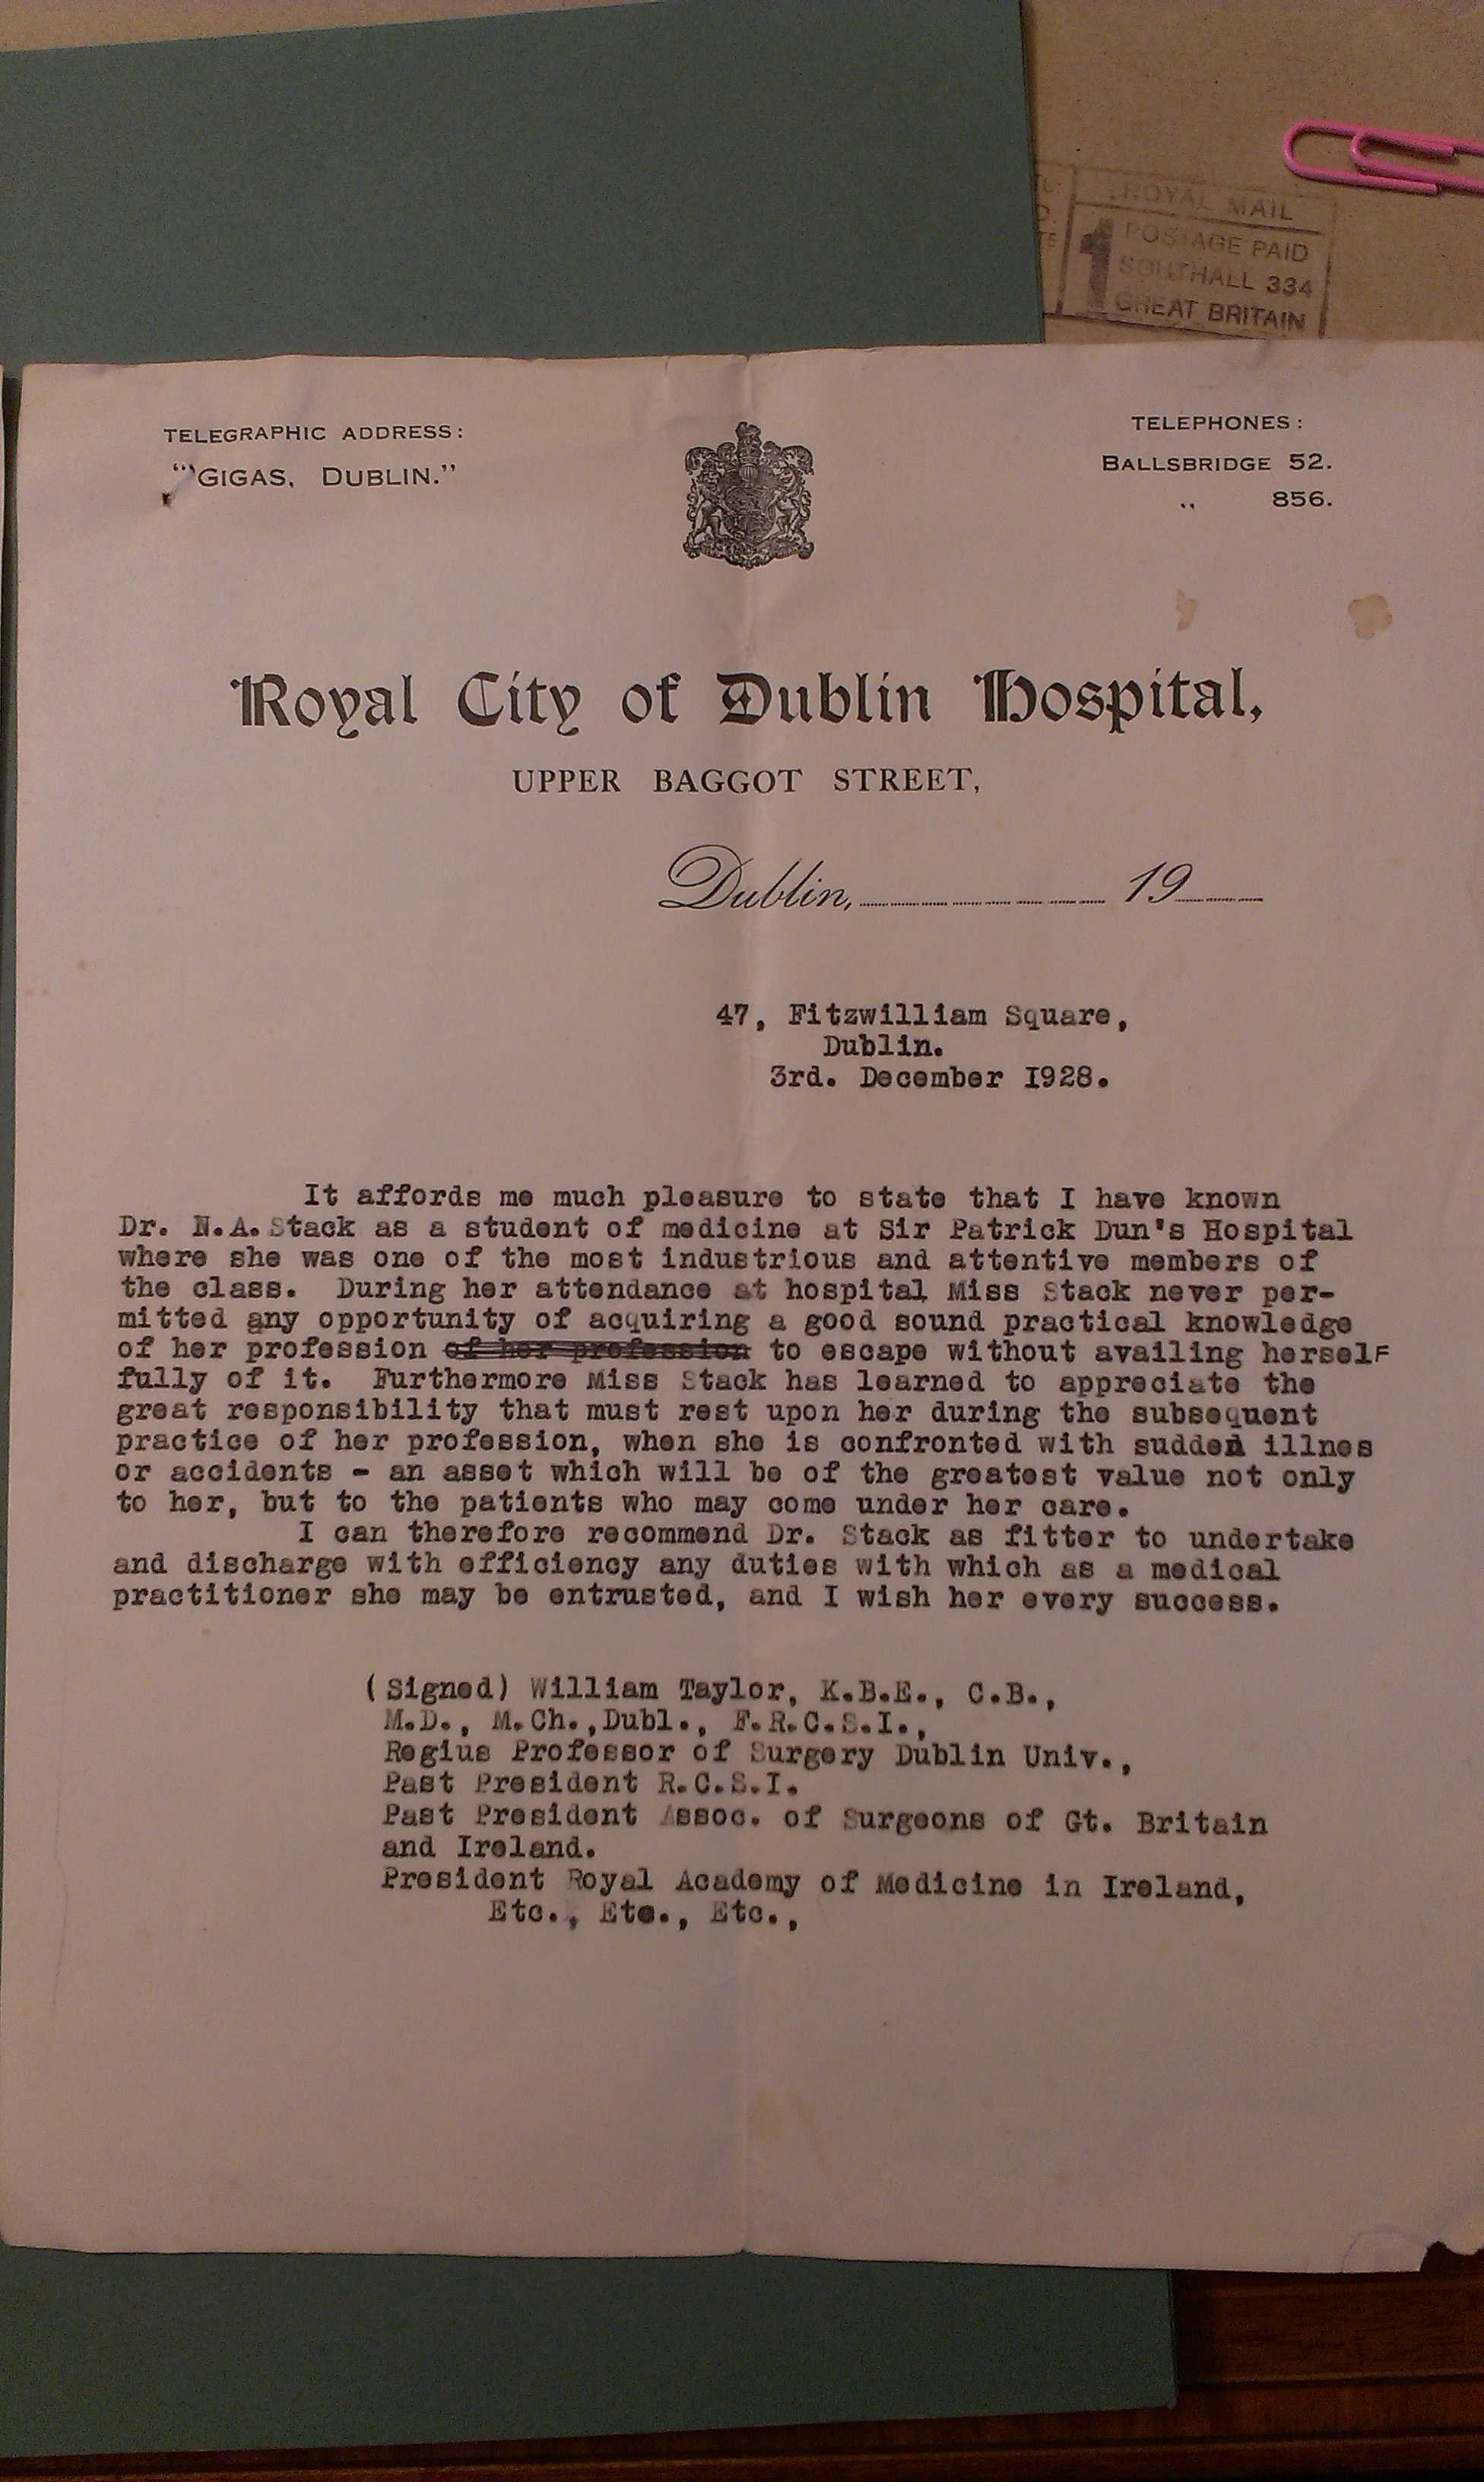 ROYAL MAIL
POSTAGE PAID
1
SOUTHALL 334
GREAT BRITAIN
TELEGRAPHIC ADDRESS:
"GIGAS, DUBLIN."
TELEPHONES:
BALLSBRIDGE 52.
„ 856.
Royal City of Dublin Hospital,
UPPER BAGGOT STREET,
Dublin, 19
47, Fitzwilliam Square,
Dublin.
3rd. December I928.
It affords me much pleasure to state that I have known
Dr. N.A.Stack as a student of medicine at Sir Patrick Dun's Hospital
where she was one of the most industrious and attentive members of
the class. During her attendance at hospital Miss Stack never per-
mitted any opportunity of acquiring a good sound practical knowledge
of her profession of her profession to escape without availing herself
fully of it. Furthermore Miss Stack has learned to appreciate the
great responsibility that must rest upon her during the subsequent
practice of her profession, when she is confronted with sudden illnes
or accidents - an asset which will be of the greatest value not only
to her, but to the patients who may come under her care.
I can therefore recommend Dr. Stack as fitter to undertake
and discharge with efficiency any duties with which as a medical
practitioner she may be entrusted, and I wish her every success.
(Signed) William Taylor, K.B.E., C.B.,
M.D., M.Ch.,Dubl., F.R.C.S.I.,
Regius Professor of Surgery Dublin Univ.,
Past President R.C.S.I.
Past President Assoc. of Surgeons of Gt. Britain
and Ireland.
President Royal Academy of Medicine in Ireland,
Etc., Etc., Etc.,